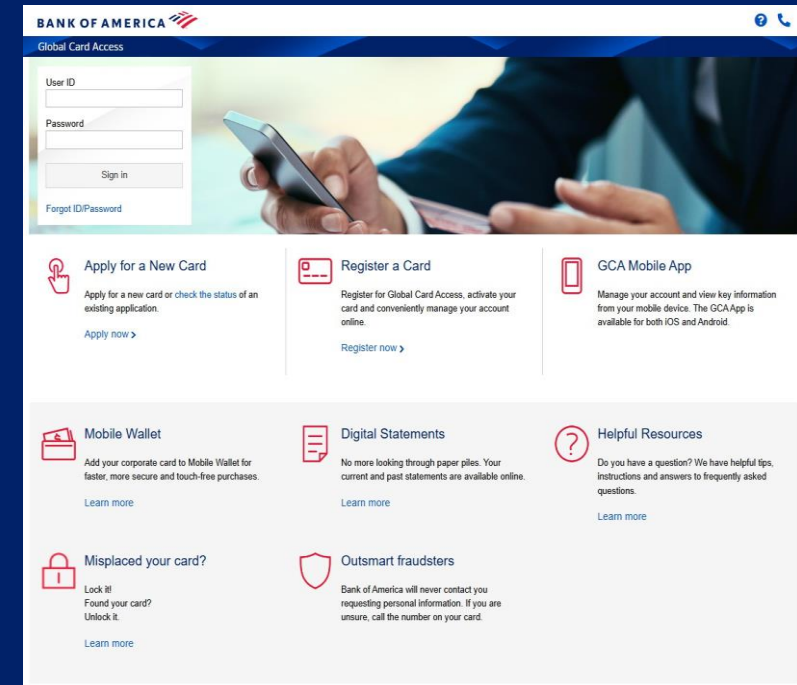 BANK OF AMERICA
Global Card Access
User ID
Password
Sign in
Forgot ID/Password
Apply for a New Card
Apply for a new card or check the status of an
existing application.
Apply now >
Register a Card
Register for Global Card Access, activate your
card and conveniently manage your account
online.
Register now >
GCA Mobile App
Manage your account and view key information
from your mobile device. The GCA App is
available for both iOS and Android.
Mobile Wallet
Add your corporate card to Mobile Wallet for
faster, more secure and touch-free purchases.
Learn more
Digital Statements
No more looking through paper piles. Your
current and past statements are available online.
Learn more
Helpful Resources
Do you have a question? We have helpful tips,
instructions and answers to frequently asked
questions.
Learn more
Misplaced your card?
Lock it!
Found your card?
Unlock it.
Learn more
Outsmart fraudsters
Bank of America will never contact you
requesting personal information. If you are
unsure, call the number on your card.